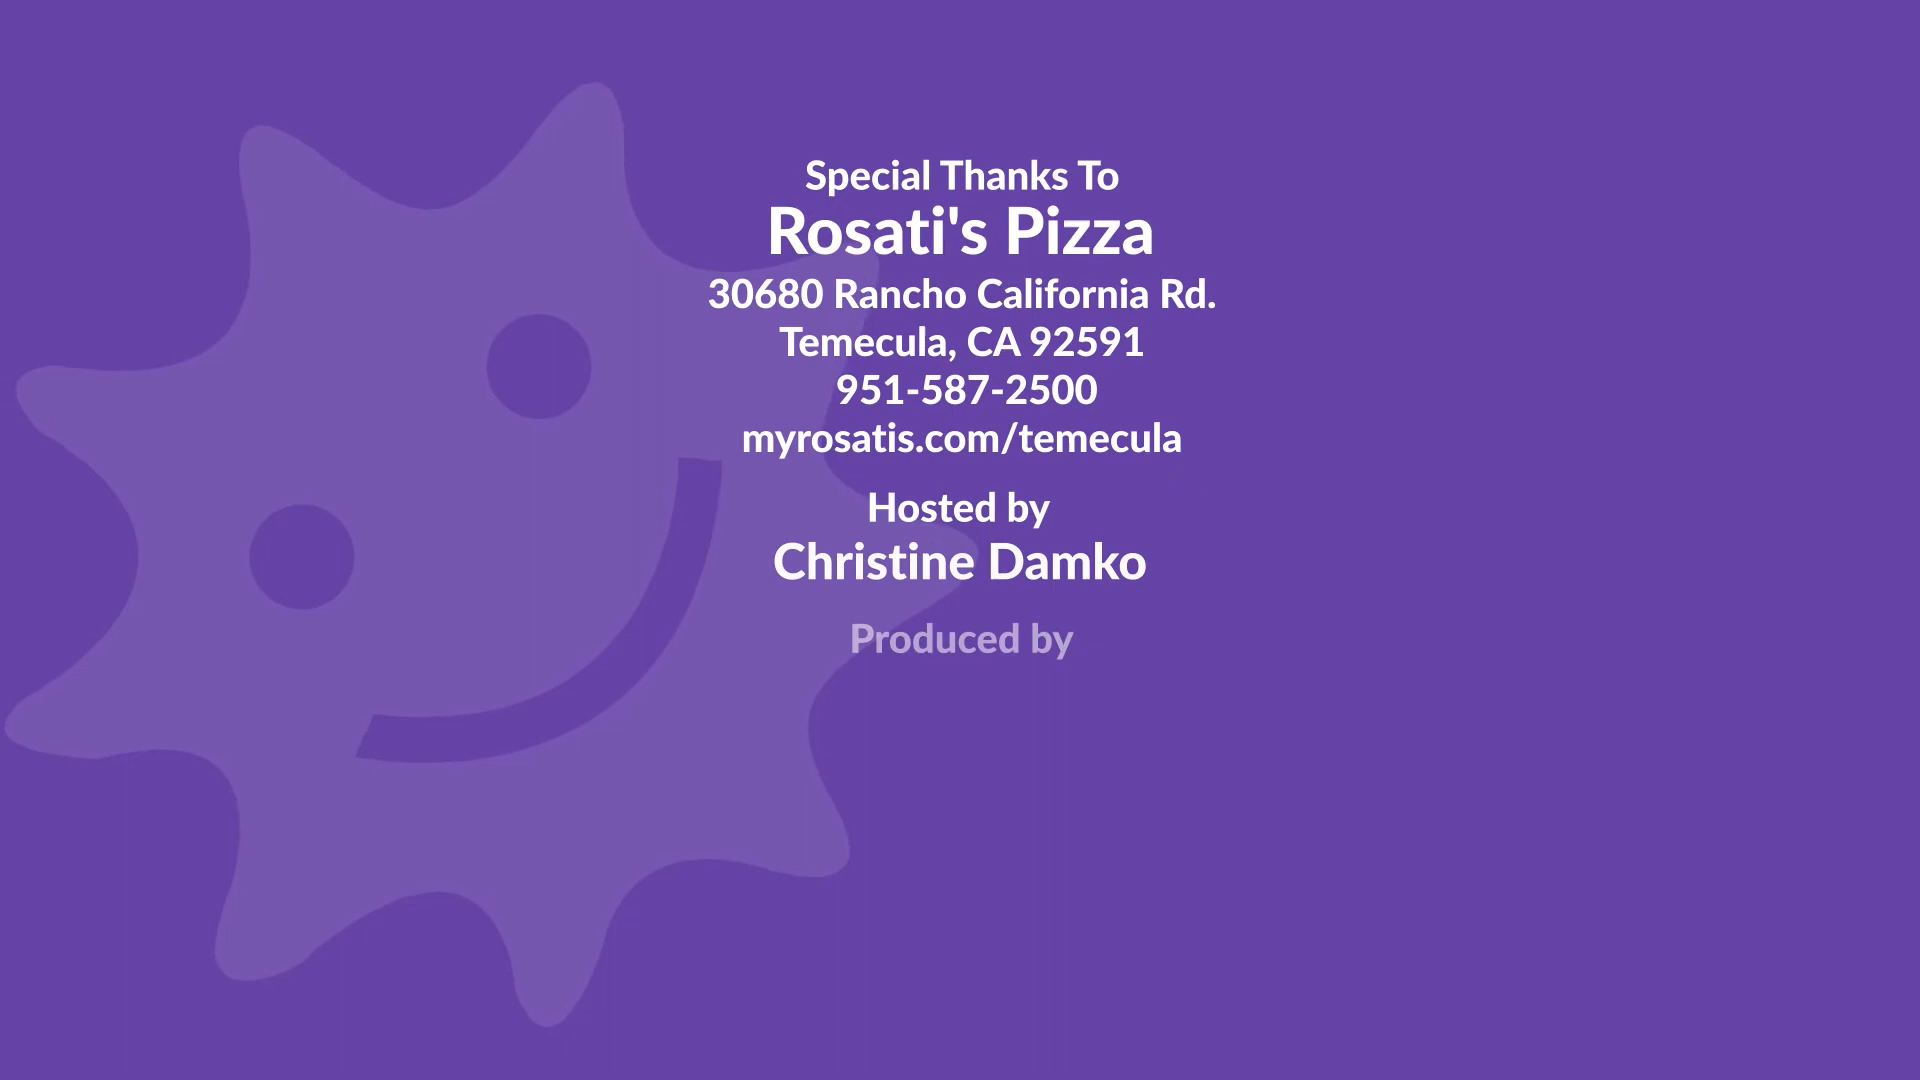 Special Thanks To
Rosati's Pizza
30680 Rancho California Rd.
Temecula, CA 92591
951-587-2500
myrosatis.com/temecula
Hosted by
Christine Damko
Produced by